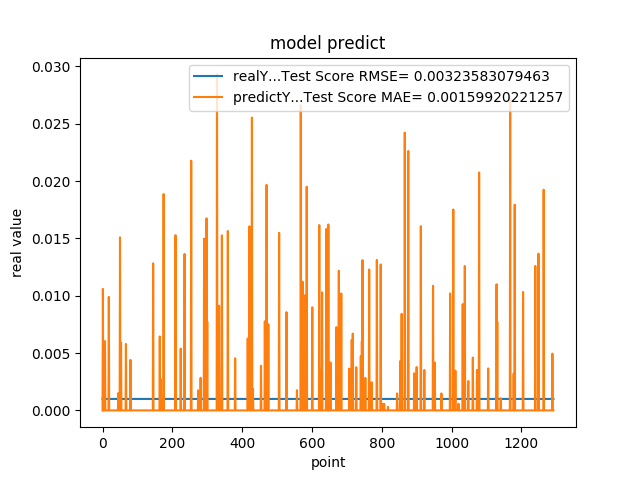 model predict
realY...Test Score RMSE= 0.00323583079463
predictY...Test Score MAE= 0.00159920221257
0.030
0.025
0.020
0.015
0.010
0.005
0.000
real value
0 200 400 600 800 1000 1200
point